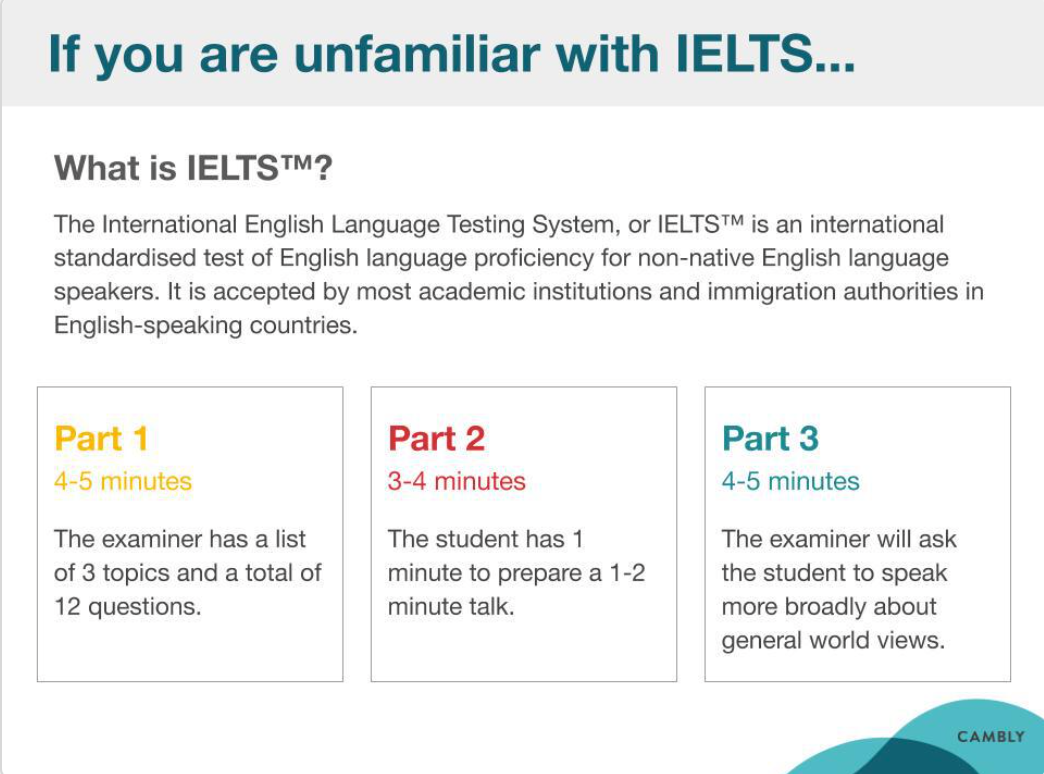 If you are unfamiliar with IELTS...
What is IELTS™?
The International English Language Testing System, or IELTS™ is an international
standardised test of English language proficiency for non-native English language
speakers. It is accepted by most academic institutions and immigration authorities in
English-speaking countries.
Part 1
4-5 minutes
The examiner has a list
of 3 topics and a total of
12 questions.
Part 2
3-4 minutes
The student has 1
minute to prepare a 1-2
minute talk.
Part 3
4-5 minutes
The examiner will ask
the student to speak
more broadly about
general world views.
CAMBLY